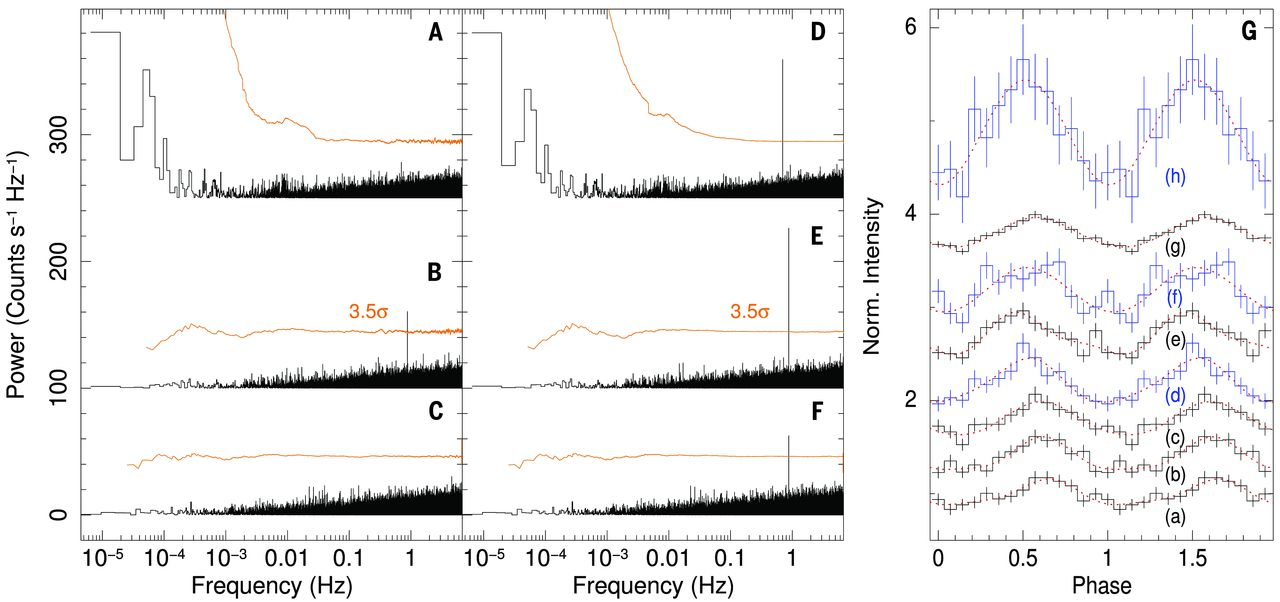 A
D
G
300
B
E
3.5σ
3.5σ
200
100
C
F
0
Power (Counts s⁻¹ Hz⁻¹)
10⁻⁵ 10⁻⁴ 10⁻³ 0.01 0.1 1
Frequency (Hz)
10⁻⁵ 10⁻⁴ 10⁻³ 0.01 0.1 1
Frequency (Hz)
6
4
2
Norm. Intensity
(h)
(g)
(f)
(e)
(d)
(c)
(b)
(a)
0 0.5 1 1.5
Phase